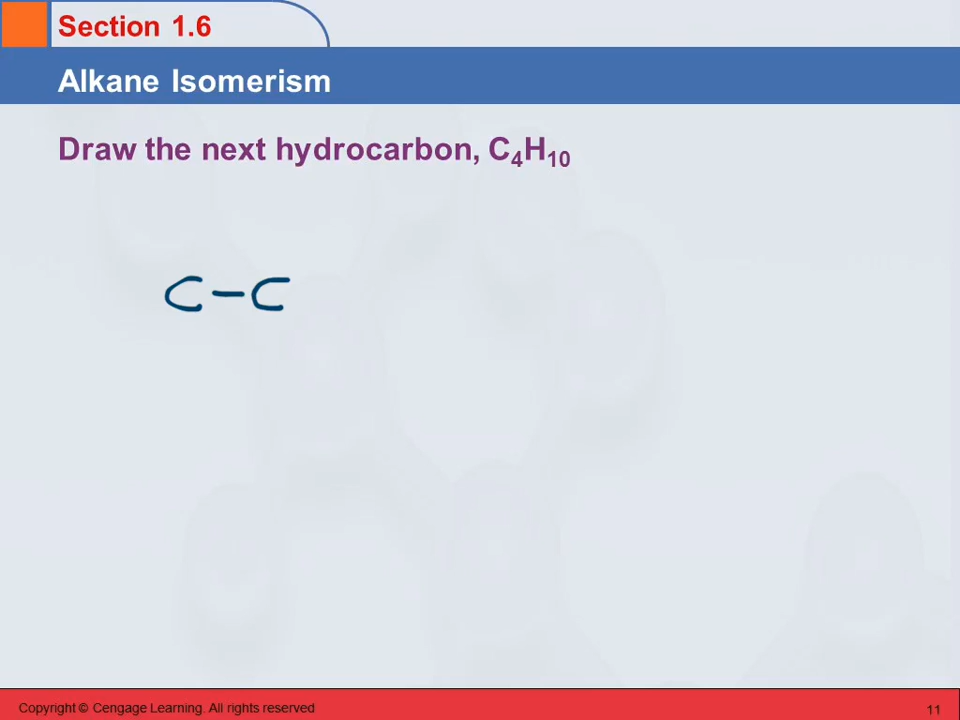 Section 1.6
Alkane Isomerism
Draw the next hydrocarbon, C₄H₁₀
C-C
Copyright © Cengage Learning. All rights reserved
11